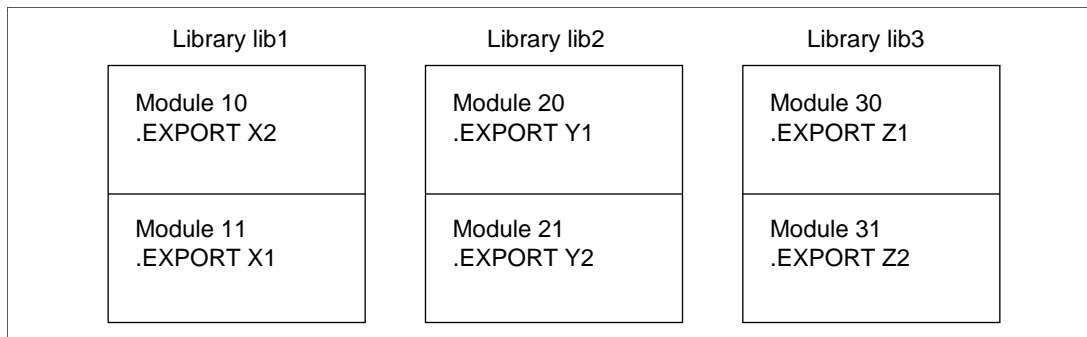 Library lib1
Library lib2
Library lib3
Module 10
.EXPORT X2
Module 20
.EXPORT Y1
Module 30
.EXPORT Z1
Module 11
.EXPORT X1
Module 21
.EXPORT Y2
Module 31
.EXPORT Z2